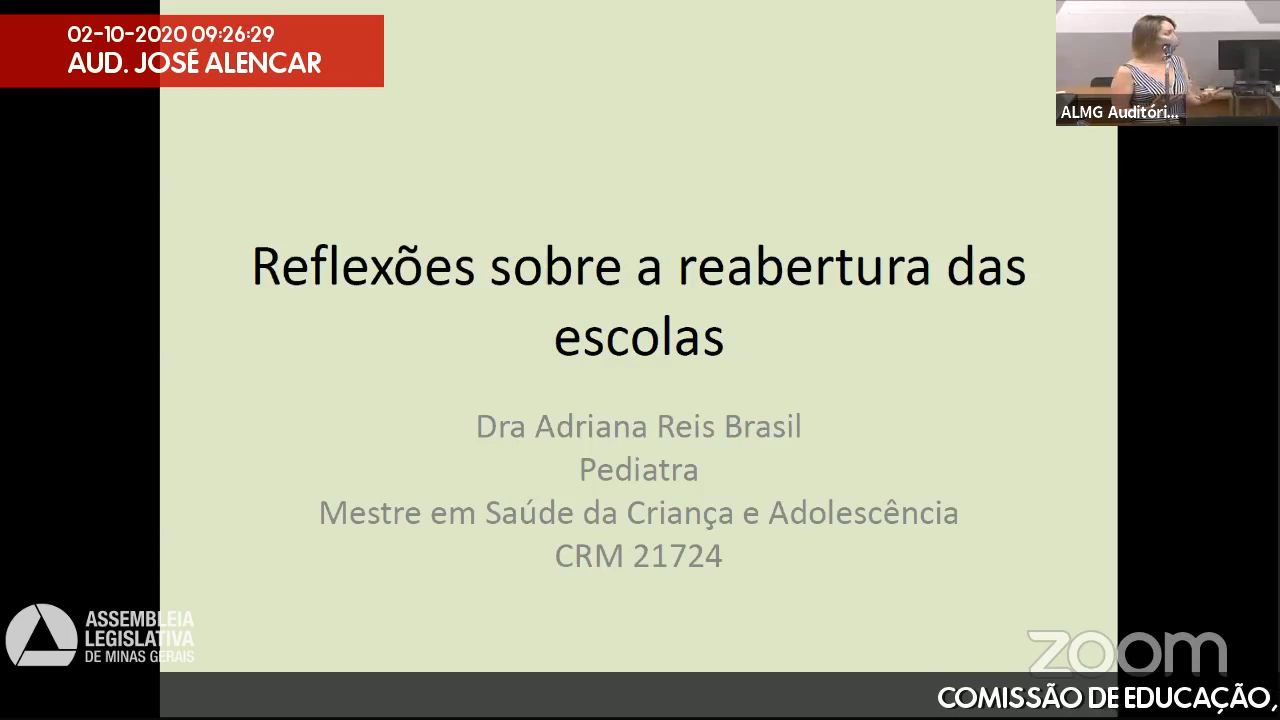 02-10-2020 09:26:29
AUD. JOSÉ ALENCAR
ALMG Auditóri...
Reflexões sobre a reabertura das
escolas
Dra Adriana Reis Brasil
Pediatra
Mestre em Saúde da Criança e Adolescência
CRM 21724
ASSEMBLEIA
LEGISLATIVA
DE MINAS GERAIS
zoom
COMISSÃO DE EDUCAÇÃO,